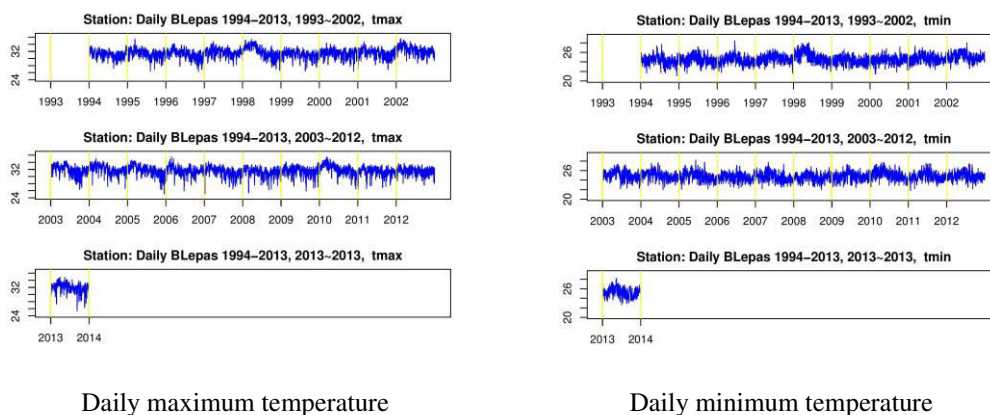 Station: Daily BLepas 1994−2013, 1993~2002, tmax
32
24
1993 1994 1995 1996 1997 1998 1999 2000 2001 2002
Station: Daily BLepas 1994−2013, 2003~2012, tmax
32
24
2003 2004 2005 2006 2007 2008 2009 2010 2011 2012
Station: Daily BLepas 1994−2013, 2013~2013, tmax
32
24
2013 2014
Daily maximum temperature
Station: Daily BLepas 1994−2013, 1993~2002, tmin
26
20
1993 1994 1995 1996 1997 1998 1999 2000 2001 2002
Station: Daily BLepas 1994−2013, 2003~2012, tmin
26
20
2003 2004 2005 2006 2007 2008 2009 2010 2011 2012
Station: Daily BLepas 1994−2013, 2013~2013, tmin
26
20
2013 2014
Daily minimum temperature